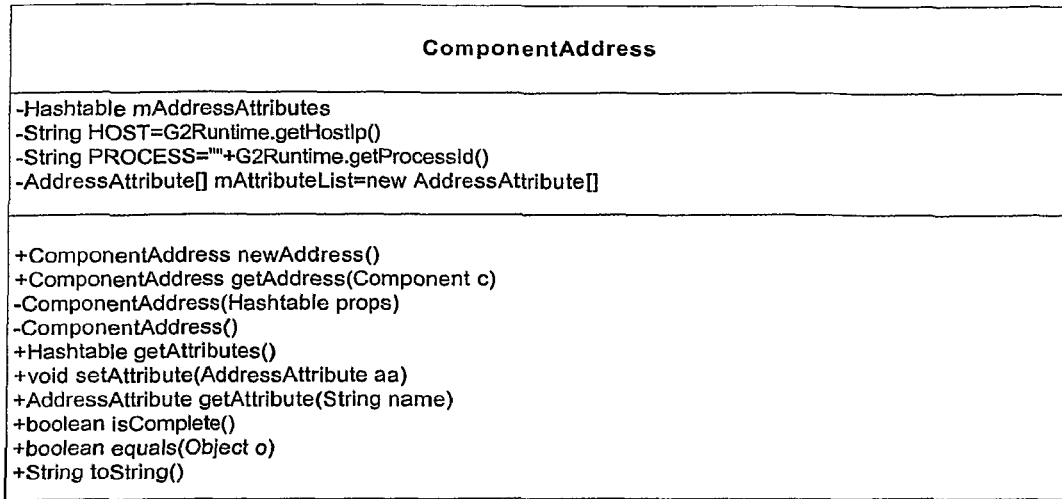 ComponentAddress
-Hashtable mAddressAttributes
-String HOST=G2Runtime.getHostIp()
-String PROCESS=""+G2Runtime.getProcessId()
-AddressAttribute[] mAttributeList=new AddressAttribute[]
+ComponentAddress newAddress()
+ComponentAddress getAddress(Component c)
-ComponentAddress(Hashtable props)
-ComponentAddress()
+Hashtable getAttributes()
+void setAttribute(AddressAttribute aa)
+AddressAttribute getAttribute(String name)
+boolean isComplete()
+boolean equals(Object o)
+String toString()